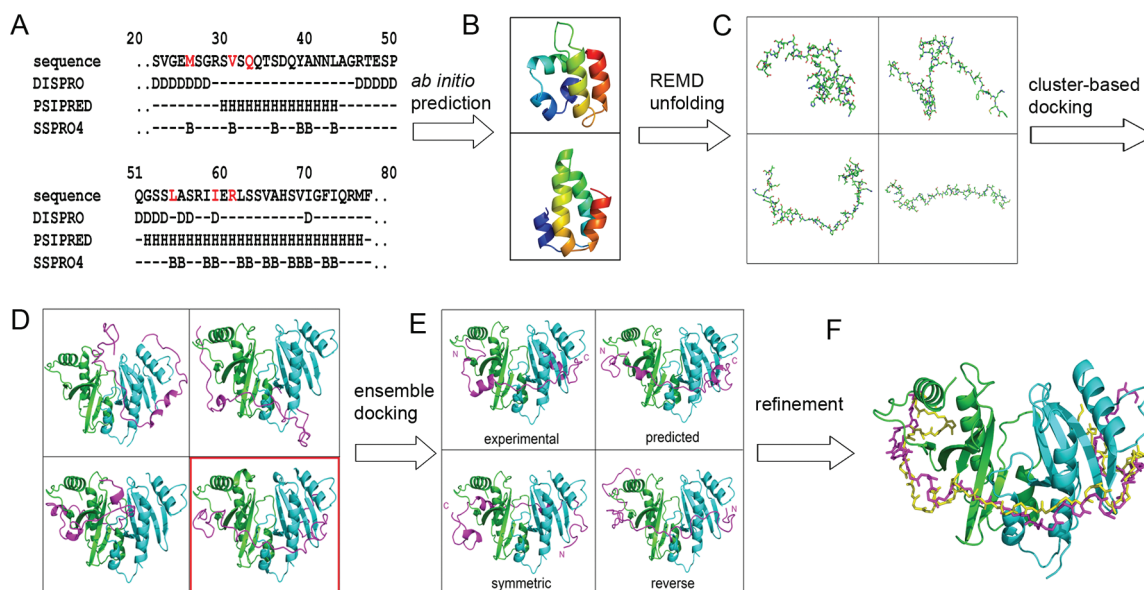 A
20 30 40 50
sequence ..SVGEMSGRSVSQQTSDQYANNLAGRTESP
DISPRO DDDDDDD-----------------DDDDD
PSIPRED --------HHHHHHHHHHHHHH-------
SSPRO4 ..----B----B----B--BB--B-------
51 60 70 80
sequence QGSSLASRIIERLSSVAHSVIGFIQRMF..
DISPRO DDDD-DD--D----------D-------
PSIPRED -HHHHHHHHHHHHHHHHHHHHHHHHHH-
SSPRO4 ----BB--BB--BB-BB-BBB-BB----..
ab initio
prediction
B
REMD
unfolding
C
cluster-based
docking
D
ensemble
docking
E
N
C
experimental
N
C
predicted
C
N
symmetric
C
N
reverse
refinement
F